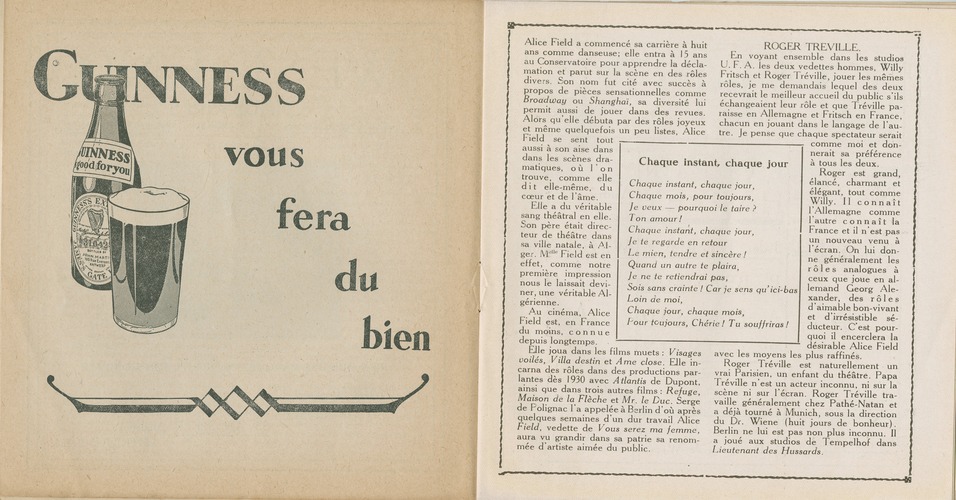 GUINNESS
GUINNESS
good for you
vous
fera
du
bien
Alice Field a commencé sa carrière à huit
ans comme danseuse; elle entra à 15 ans
au Conservatoire pour apprendre la décla-
mation et parut sur la scène en des rôles
divers. Son nom fut cité avec succès à
propos de pièces sensationnelles comme
Broadway ou Shanghai, sa diversité lui
permit aussi de jouer dans des revues.
Alors qu'elle débuta par des rôles joyeux
et même quelquefois un peu listes, Alice
Field se sent tout
aussi à son aise dans
dans les scènes dra-
matiques, où l'on
trouve, comme elle
dit elle-même, du
cœur et de l'âme.
Elle a du véritable
sang théâtral en elle.
Son père était direc-
teur de théâtre dans
sa ville natale, à Al-
ger. Mlle Field est en
effet, comme notre
première impression
nous le laissait devi-
ner, une véritable Al-
gérienne.
Au cinéma, Alice
Field est, en France
du moins, connue
depuis longtemps.
Elle joua dans les films muets: Visages
voilés, Villa destin et Ame close. Elle in-
carna des rôles dans des productions par-
lantes dès 1930 avec Atlantis de Dupont,
ainsi que dans trois autres films: Refuge,
Maison de la Flèche et Mr. le Duc. Serge
de Polignac l'a appelée à Berlin d'où après
quelques semaines d'un dur travail Alice
Field, vedette de Vous serez ma femme,
aura vu grandir dans sa patrie sa renom-
mée d'artiste aimée du public.
Chaque instant, chaque jour
Chaque instant, chaque jour,
Chaque mois, pour toujours,
Je veux — pourquoi le taire?
Ton amour!
Chaque instant, chaque jour,
Je te regarde en retour
Le mien, tendre et sincère!
Quand un autre te plaira,
Je ne te retiendrai pas,
Sois sans crainte! Car je sens qu'ici-bas
Loin de moi,
Chaque jour, chaque mois,
Pour toujours, Chérie! Tu souffriras!
ROGER TREVILLE.
En voyant ensemble dans les studios
U.F.A. les deux vedettes hommes, Willy
Fritsch et Roger Tréville, jouer les mêmes
rôles, je me demandais lequel des deux
recevrait le meilleur accueil du public s'ils
échangeaient leur rôle et que Tréville pa-
raisse en Allemagne et Fritsch en France,
chacun en jouant dans le langage de l'au-
tre. Je pense que chaque spectateur serait
comme moi et don-
nerait sa préférence
à tous les deux.
Roger est grand,
élancé, charmant et
élégant, tout comme
Willy. Il connaît
l'Allemagne comme
l'autre connaît la
France et il n'est pas
un nouveau venu à
l'écran. On lui don-
ne généralement les
rôles analogues à
ceux que joue en al-
lemand Georg Ale-
xander, des rôles
d'aimable bon-vivant
et d'irrésistible sé-
ducteur. C'est pour-
quoi il encerclera la
désirable Alice Field
avec les moyens les plus raffinés.
Roger Tréville est naturellement un
vrai Parisien, un enfant du théâtre. Papa
Tréville n'est un acteur inconnu, ni sur la
scène ni sur l'écran. Roger Tréville tra-
vaille généralement chez Pathé-Natan et
a déjà tourné à Munich, sous la direction
du Dr. Wiene (huit jours de bonheur).
Berlin ne lui est pas non plus inconnu. Il
a joué aux studios de Tempelhof dans
Lieutenant des Hussards.